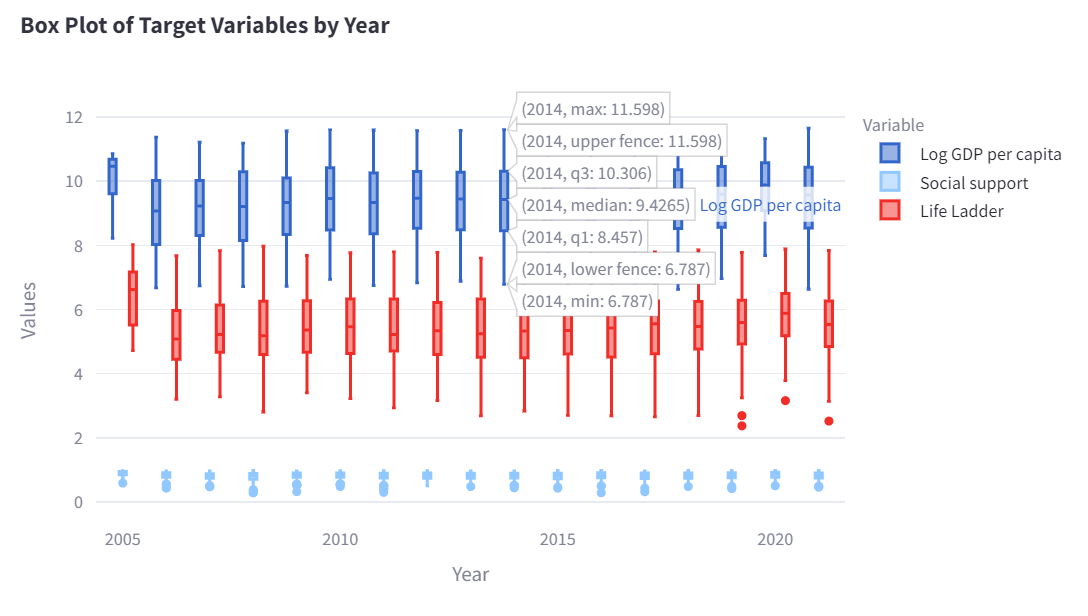 Box Plot of Target Variables by Year
12
10
8
6
4
2
0
Values
(2014, max: 11.598)
(2014, upper fence: 11.598)
(2014, q3: 10.306)
(2014, median: 9.4265)
Log GDP per capita
(2014, q1: 8.457)
(2014, lower fence: 6.787)
(2014, min: 6.787)
Variable
Log GDP per capita
Social support
Life Ladder
2005
2010
2015
2020
Year